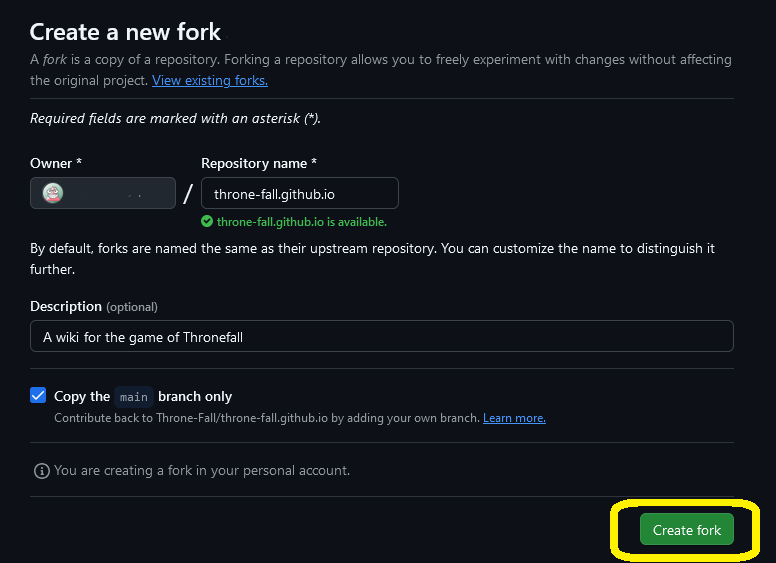 Create a new fork
A fork is a copy of a repository. Forking a repository allows you to freely experiment with changes without affecting
the original project. View existing forks.
Required fields are marked with an asterisk (*).
Owner *
Repository name *
/
throne-fall.github.io
throne-fall.github.io is available.
By default, forks are named the same as their upstream repository. You can customize the name to distinguish it
further.
Description (optional)
A wiki for the game of Thronefall
Copy the main branch only
Contribute back to Throne-Fall/throne-fall.github.io by adding your own branch. Learn more.
You are creating a fork in your personal account.
Create fork